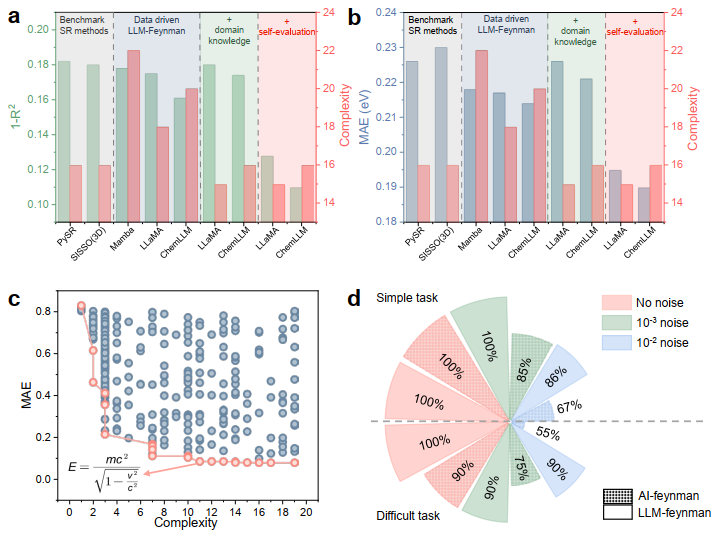 a
Benchmark
SR methods
Data driven
LLM-Feynman
+
domain
knowledge
+
self-evaluation
0.20
0.18
0.16
0.14
0.12
0.10
1-R²
24
22
20
18
16
14
Complexity
PySR
SISSO(3D)
Mamba
LLaMA
ChemLLM
LLaMA
ChemLLM
LLaMA
ChemLLM
b
Benchmark
SR methods
Data driven
LLM-Feynman
+
domain
knowledge
+
self-evaluation
0.24
0.23
0.22
0.21
0.20
0.19
0.18
MAE (eV)
24
22
20
18
16
14
Complexity
PySR
SISSO(3D)
Mamba
LLaMA
ChemLLM
LLaMA
ChemLLM
LLaMA
ChemLLM
c
0.8
0.6
0.4
0.2
0.0
MAE
E = mc² / √(1 − v²/c²)
0 2 4 6 8 10 12 14 16 18 20
Complexity
d
Simple task
No noise
10⁻³ noise
10⁻² noise
100%
100%
100%
85%
86%
67%
100%
90%
90%
75%
90%
55%
Difficult task
AI-feynman
LLM-feynman